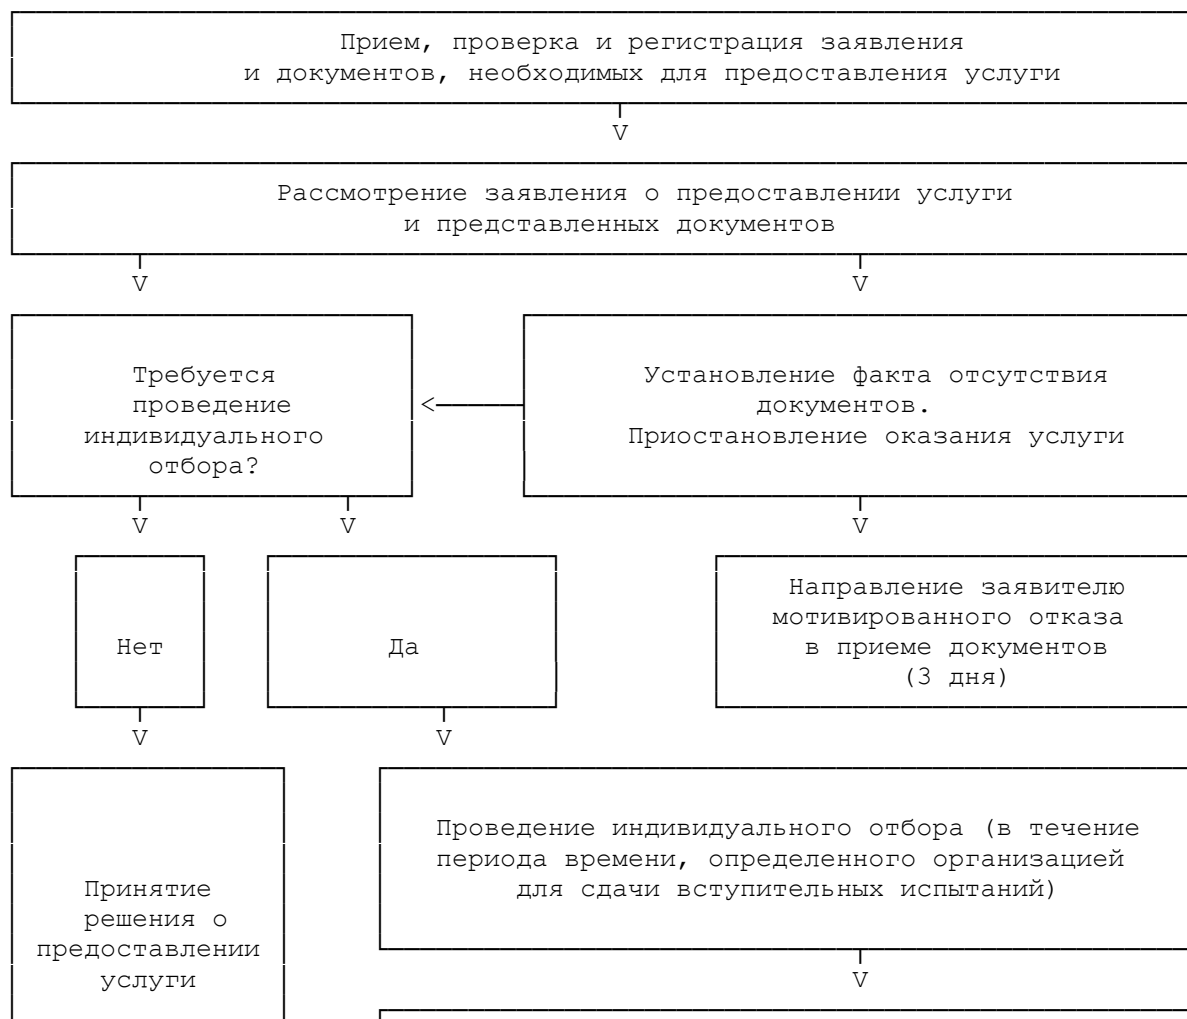 Прием, проверка и регистрация заявления
и документов, необходимых для предоставления услуги
V
Рассмотрение заявления о предоставлении услуги
и представленных документов
V
V
Требуется
проведение
индивидуального
отбора?
<
Установление факта отсутствия
документов.
Приостановление оказания услуги
V
V
V
Нет
Да
Направление заявителю
мотивированного отказа
в приеме документов
(3 дня)
V
V
Принятие
решения о
предоставлении
услуги
Проведение индивидуального отбора (в течение
периода времени, определенного организацией
для сдачи вступительных испытаний)
V